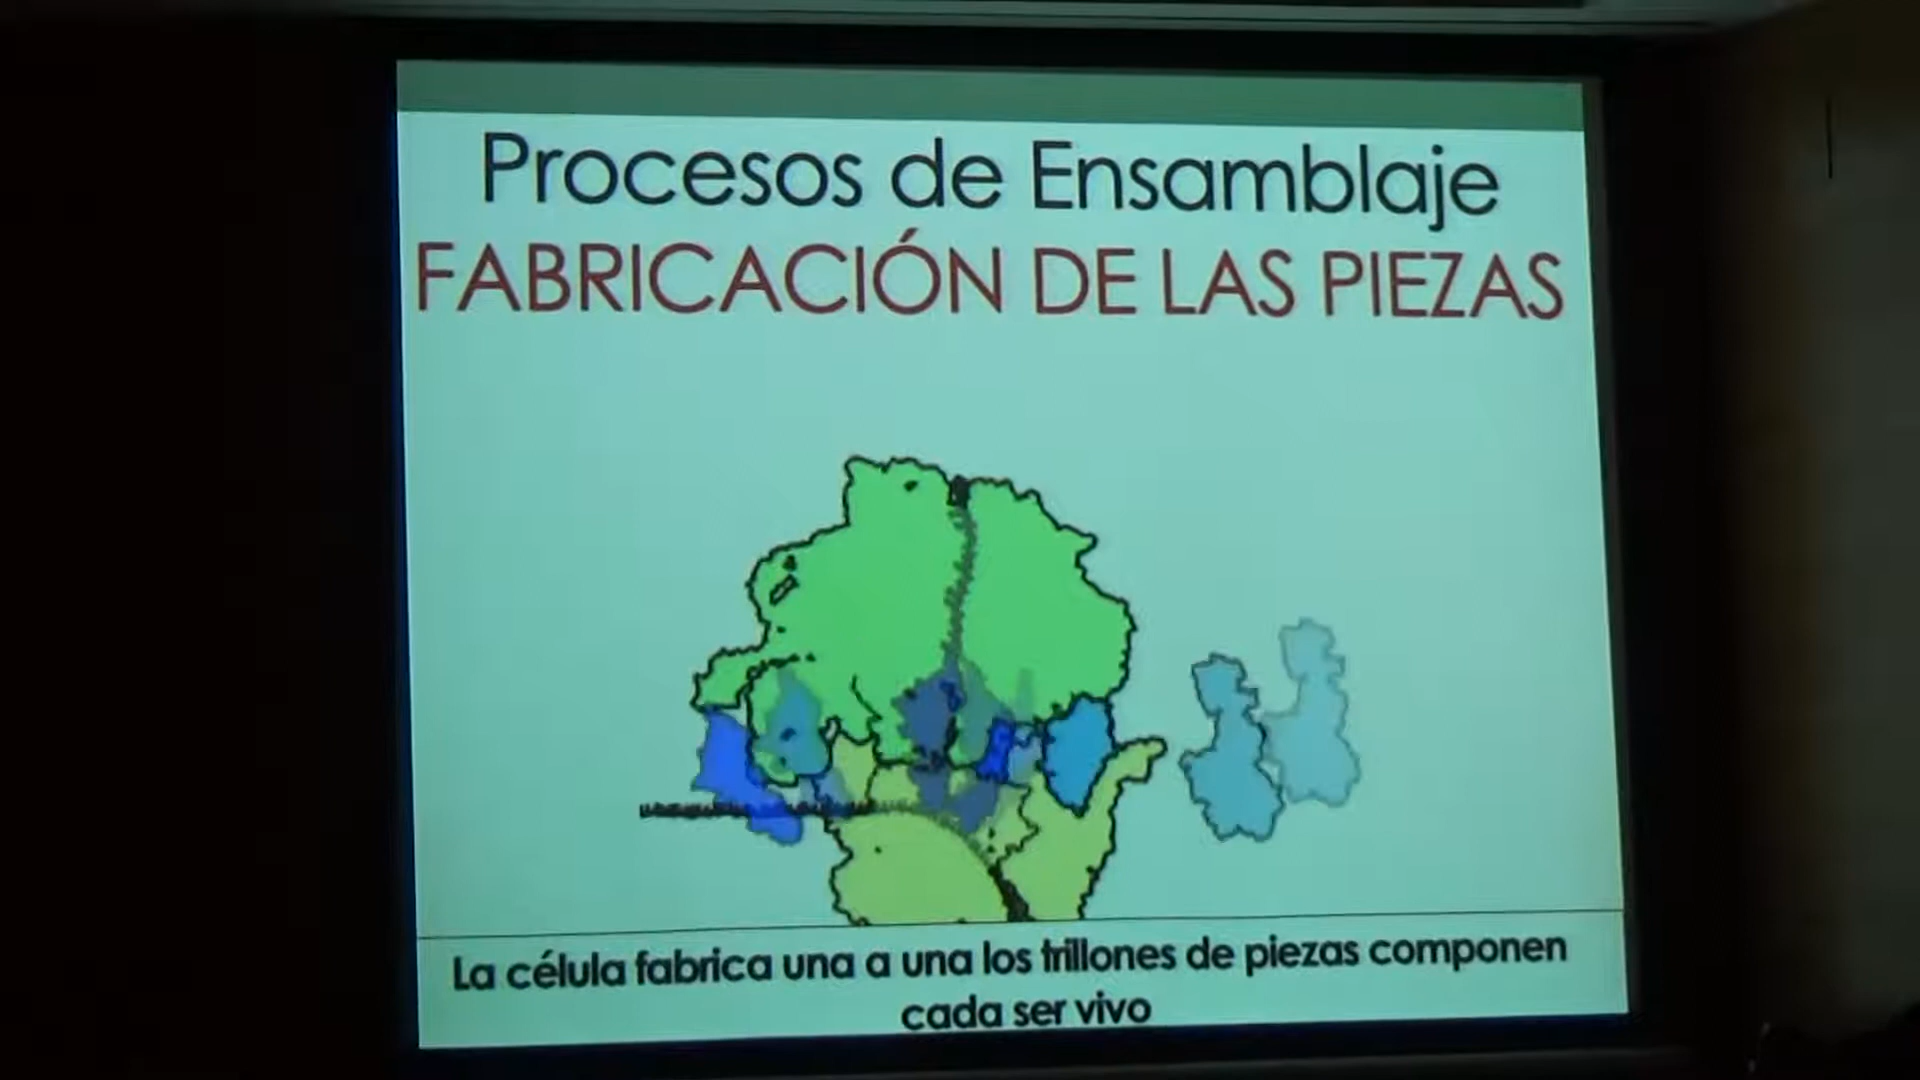 Procesos de Ensamblaje
FABRICACIÓN DE LAS PIEZAS
La célula fabrica una a una los trillones de piezas componen
cada ser vivo